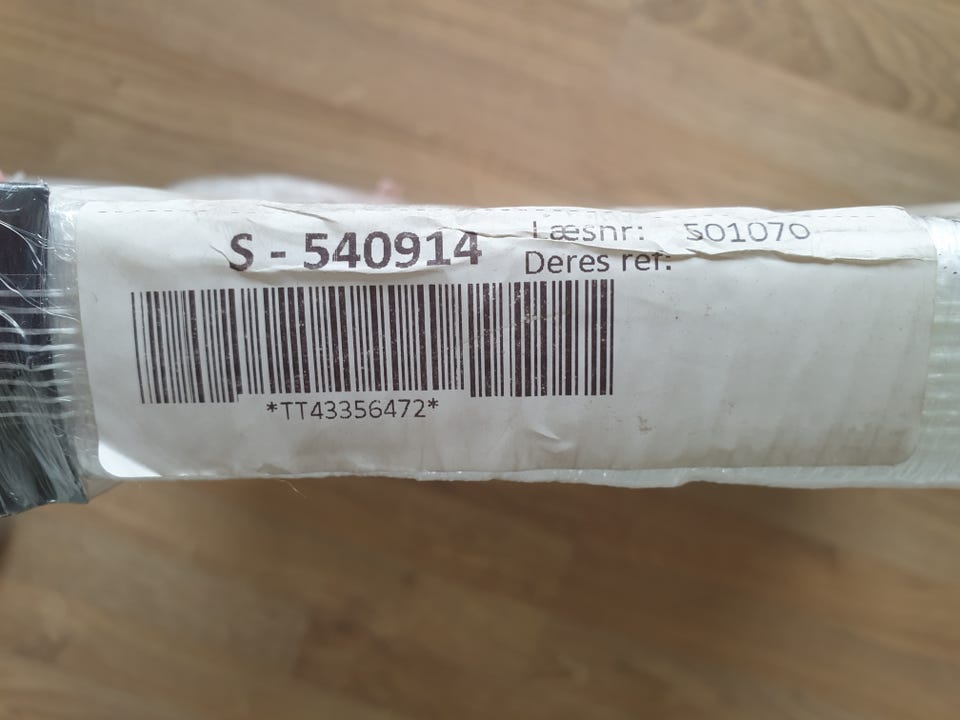 S - 540914
Læsnr: 501070
Deres ref:
*TT43356472*